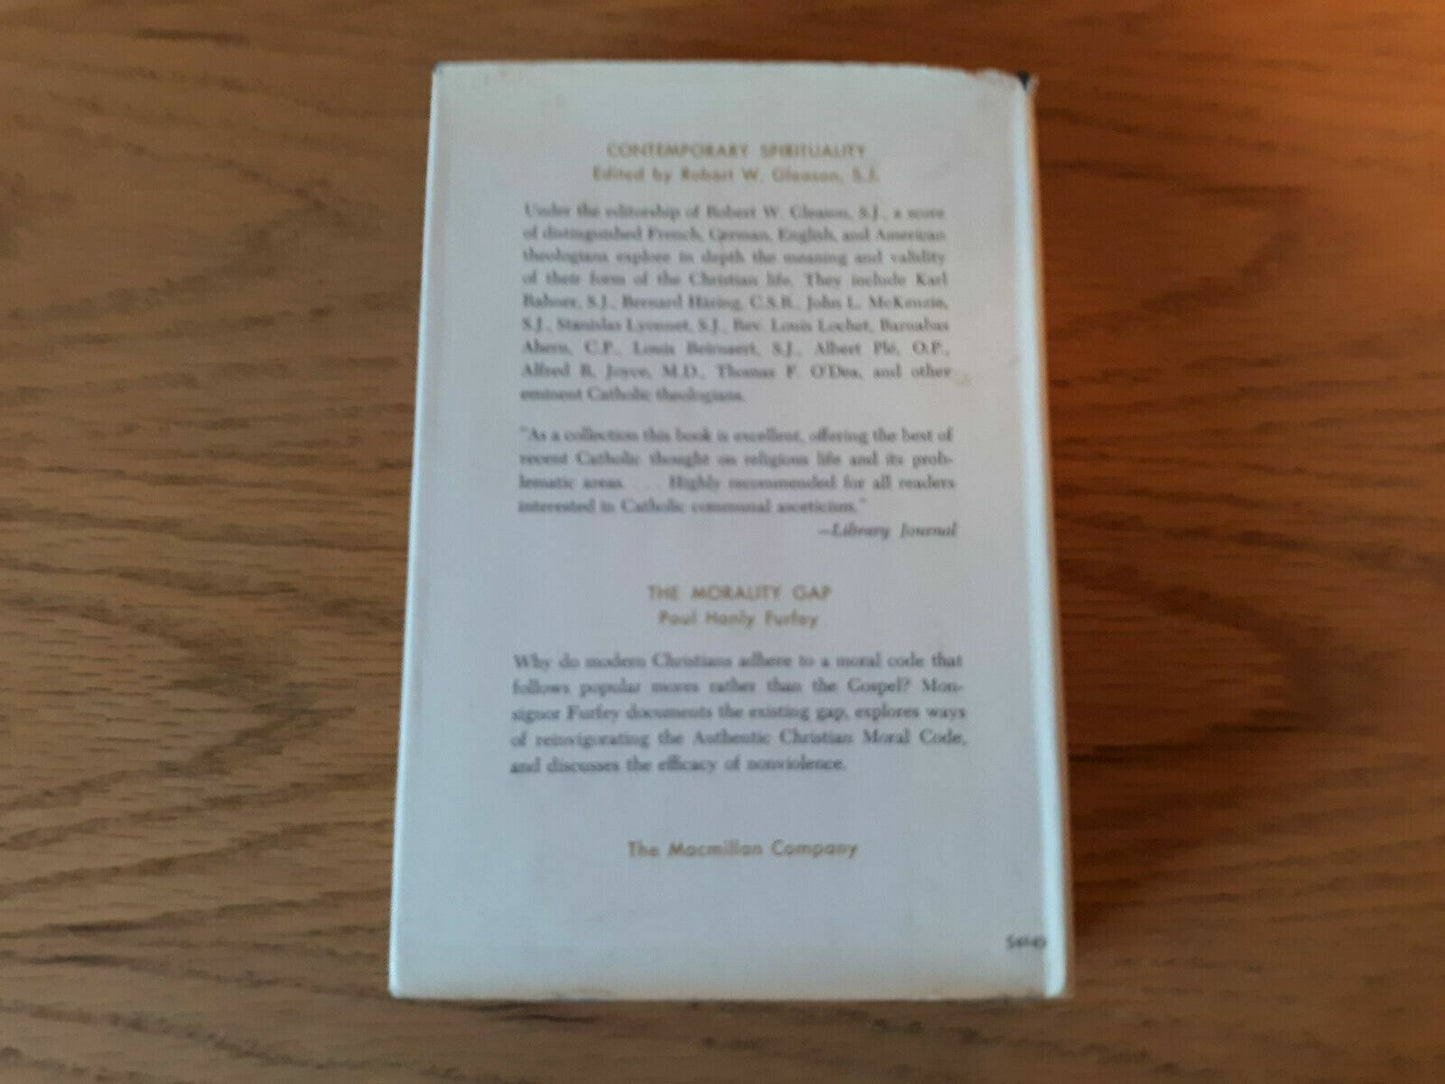 CONTEMPORARY SPIRITUALITY
Edited by Robert W. Gleason, S.J.
Under the editorship of Robert W. Gleason, S.J., a score
of distinguished French, German, English, and American
theologians explore in depth the meaning and validity
of their form of the Christian life. They include Karl
Rahner, S.J., Bernard Häring, C.S.R., John L. McKenzie,
S.J., Stanislas Lyonnet, S.J., Rev. Louis Lochet, Barnabas
Ahern, C.P., Louis Beirnaert, S.J., Albert Plé, O.P.,
Alfred R. Joyce, M.D., Thomas F. O'Dea, and other
eminent Catholic theologians.
"As a collection this book is excellent, offering the best of
recent Catholic thought on religious life and its prob-
lematic areas. . . . Highly recommended for all readers
interested in Catholic communal asceticism."
—Library Journal
THE MORALITY GAP
Paul Hanly Furfey
Why do modern Christians adhere to a moral code that
follows popular mores rather than the Gospel? Mon-
signor Furfey documents the existing gap, explores ways
of reinvigorating the Authentic Christian Moral Code,
and discusses the efficacy of nonviolence.
The Macmillan Company